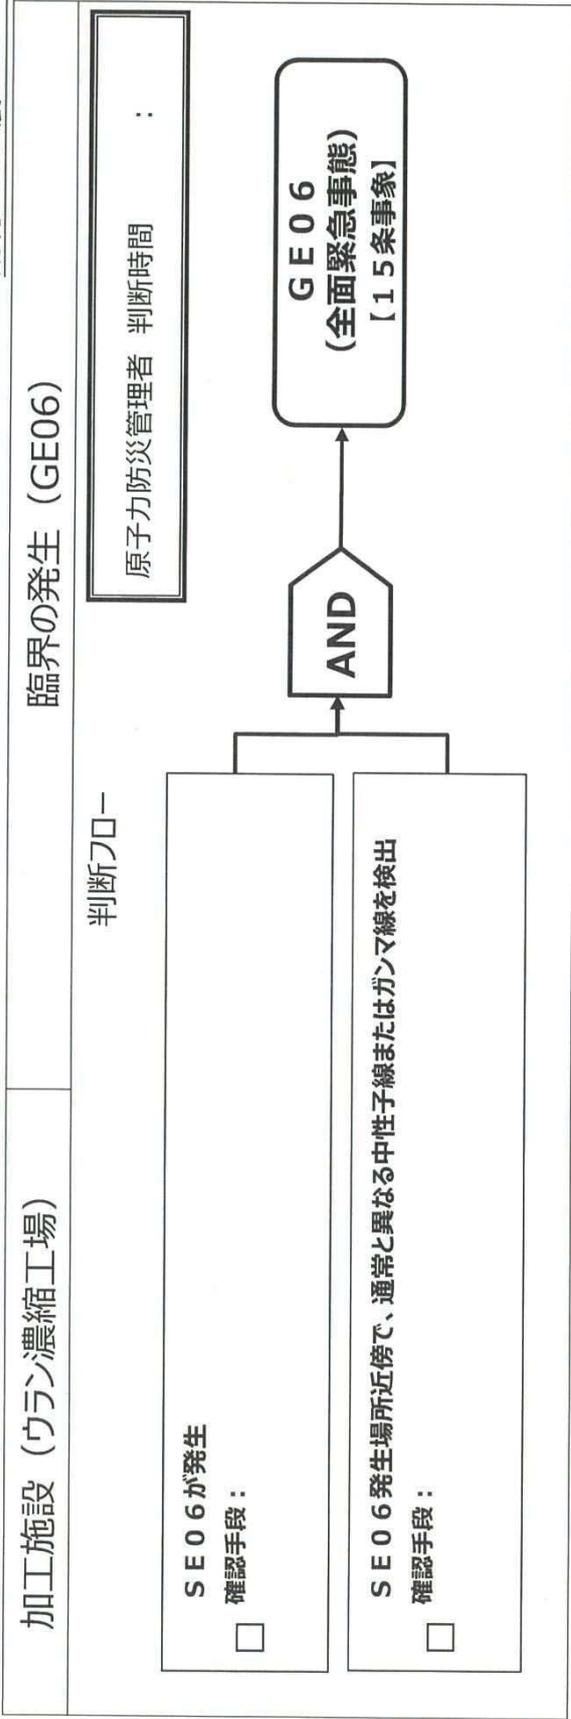 加工施設（ウラン濃縮工場）
臨界の発生（GE06）
判断フロー
原子力防災管理者　判断時間　　　：
ＳＥ０６が発生
□　確認手段：
ＳＥ０６発生場所近傍で、通常と異なる中性子線またはガンマ線を検出
□　確認手段：
AND
ＧＥ０６
（全面緊急事態）
【１５条事象】